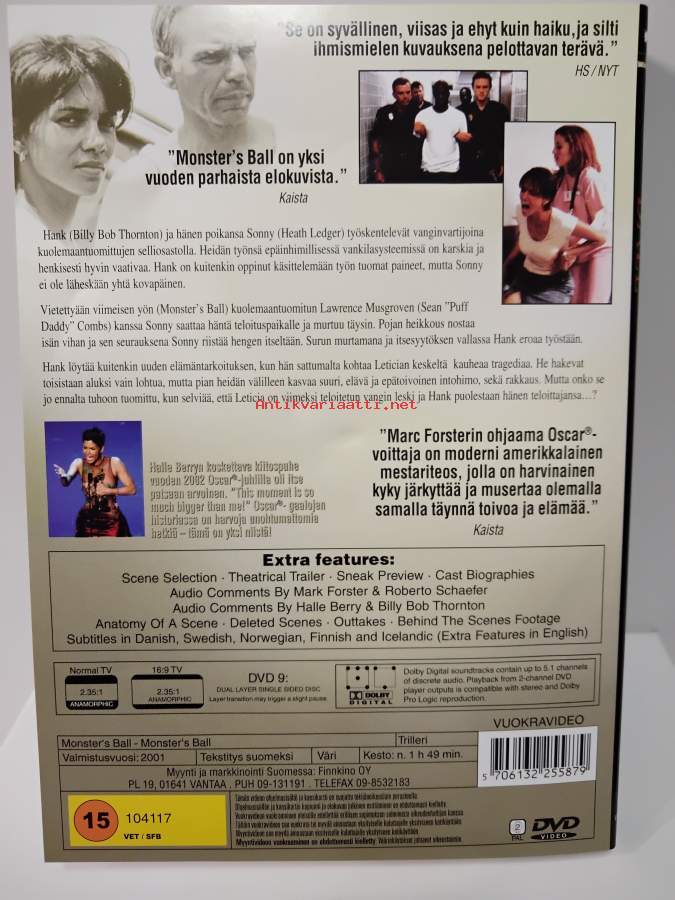 "Se on syvällinen, viisas ja ehyt kuin haiku,ja silti
ihmismielen kuvauksena pelottavan terävä."
HS / NYT
"Monster's Ball on yksi
vuoden parhaista elokuvista."
Kaista
Hank (Billy Bob Thornton) ja hänen poikansa Sonny (Heath Ledger) työskentelevät vanginvartijoina
kuolemaantuomittujen selliosastolla. Heidän työnsä epäinhimillisessä vankilasysteemissä on karskia ja
henkisesti hyvin vaativaa. Hank on kuitenkin oppinut käsittelemään työn tuomat paineet, mutta Sonny
ei ole läheskään yhtä kovapäinen.
Vietettyään viimeisen yön (Monster's Ball) kuolemaantuomitun Lawrence Musgroven (Sean "Puff
Daddy" Combs) kanssa Sonny saattaa häntä teloituspaikalle ja murtuu täysin. Pojan heikkous nostaa
isän vihan ja sen seurauksena Sonny riistää hengen itseltään. Surun murtamana ja itsesyytöksen vallassa Hank eroaa työstään.
Hank löytää kuitenkin uuden elämäntarkoituksen, kun hän sattumalta kohtaa Letician keskeltä kauheaa tragediaa. He hakevat
toisistaan aluksi vain lohtua, mutta pian heidän välilleen kasvaa suuri, elävä ja epätoivoinen intohimo, sekä rakkaus. Mutta onko se
jo ennalta tuhoon tuomittu, kun selviää, että Leticia on viimeksi teloitetun vangin leski ja Hank puolestaan hänen teloittajansa...?
Antikvariaatti.net
Halle Berryn koskettava kiitospuhe
vuoden 2002 Oscar®-juhlilla oli itse
patsaan arvoinen. "This moment is so
much bigger than me!" Oscar®- gaalojen
historiassa on harvoja unohtumattomia
hetkiä – tämä on yksi niistä!
"Marc Forsterin ohjaama Oscar®-
voittaja on moderni amerikkalainen
mestariteos, jolla on harvinainen
kyky järkyttää ja musertaa olemalla
samalla täynnä toivoa ja elämää."
Kaista
Extra features:
Scene Selection · Theatrical Trailer · Sneak Preview · Cast Biographies
Audio Comments By Mark Forster & Roberto Schaefer
Audio Comments By Halle Berry & Billy Bob Thornton
Anatomy Of A Scene · Deleted Scenes · Outtakes · Behind The Scenes Footage
Subtitles in Danish, Swedish, Norwegian, Finnish and Icelandic (Extra Features in English)
Normal TV 16:9 TV
2.35:1 2.35:1
ANAMORPHIC ANAMORPHIC
DVD 9:
DUAL LAYER SINGLE SIDED DISC
Layer transition may trigger a slight pause.
DOLBY
DIGITAL
Dolby Digital soundtracks contain up to 5.1 channels
of discrete audio. Playback from 2-channel DVD
player outputs is compatible with stereo and Dolby
Pro Logic reproduction.
VUOKRAVIDEO
Monster's Ball - Monster's Ball Trilleri
Valmistusvuosi: 2001 Tekstitys suomeksi Väri Kesto: n. 1 h 49 min.
Myynti ja markkinointi Suomessa: Finnkino OY
PL 19, 01641 VANTAA . PUH 09-131191 . TELEFAX 09-8532183
5 706132 255879
15 104117
VET / SFB
2
PAL
DVD
VIDEO